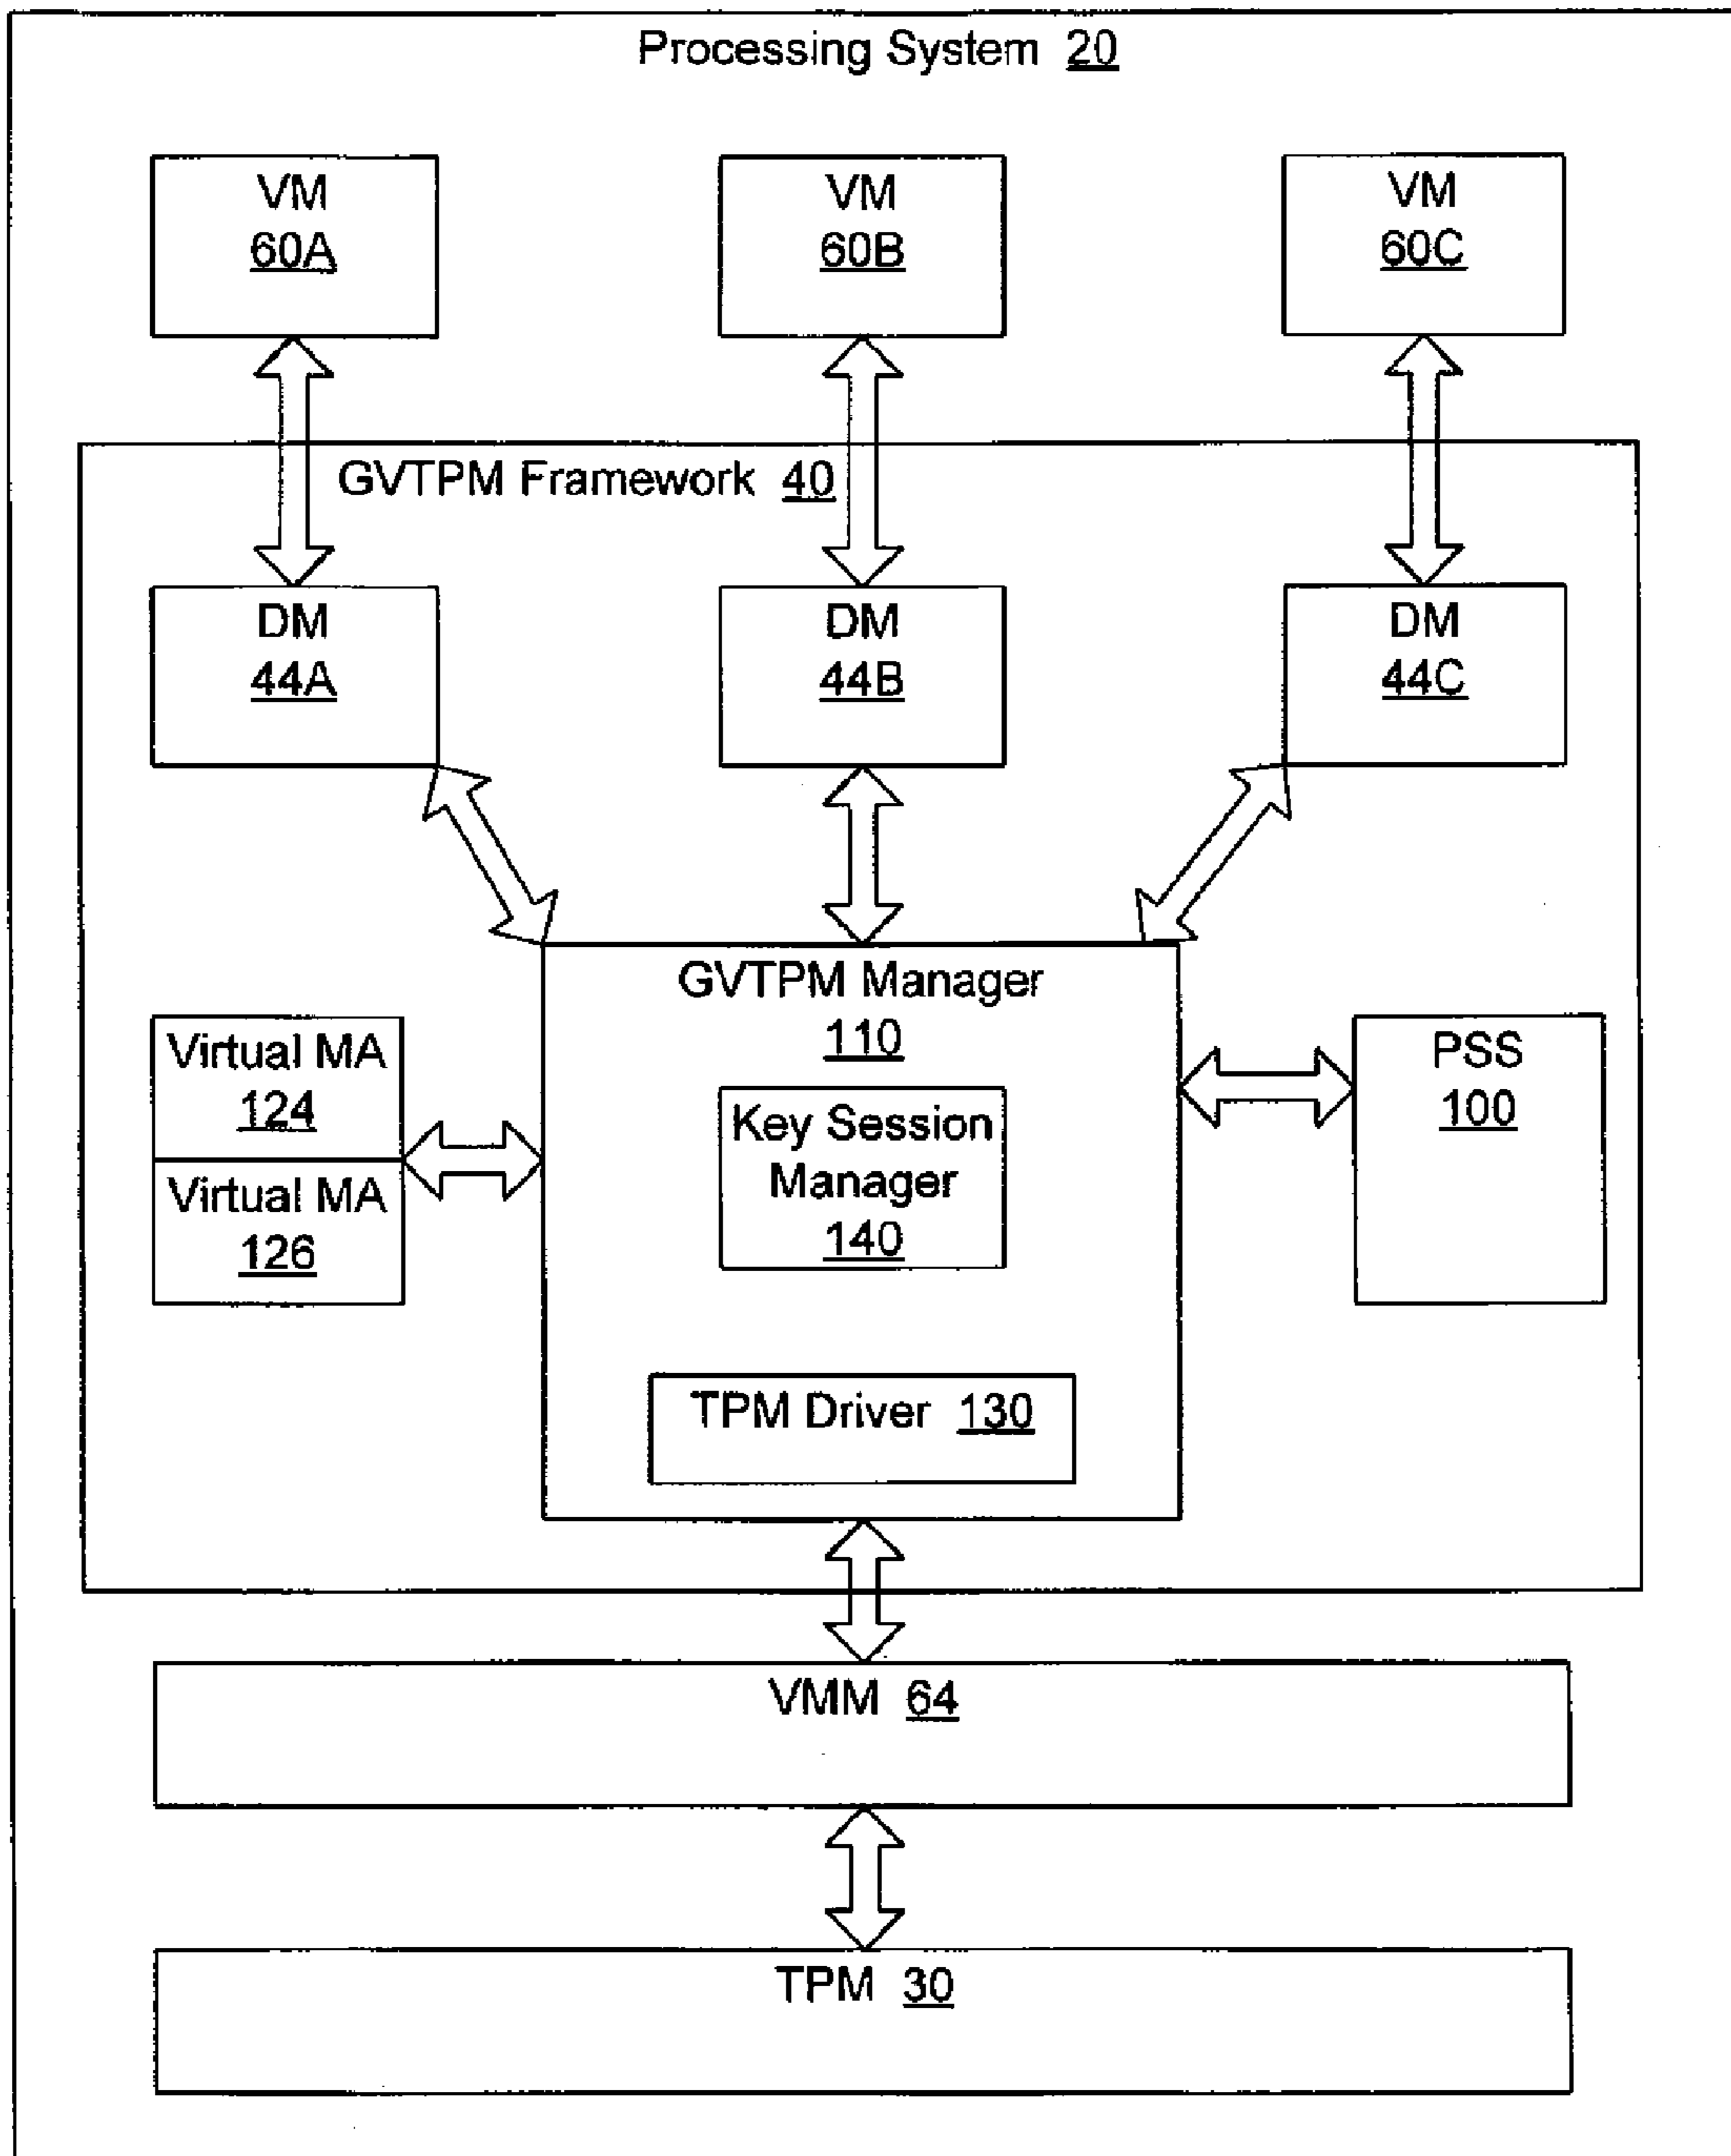 Processing System 20
VM
60A
VM
60B
VM
60C
GVTPM Framework 40
DM
44A
DM
44B
DM
44C
GVTPM Manager
110
Virtual MA
124
Virtual MA
126
Key Session
Manager
140
PSS
100
TPM Driver 130
VMM 64
TPM 30